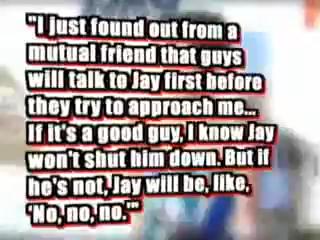 "I just found out from a
mutual friend that guys
will talk to Jay first before
they try to approach me...
If it's a good guy, I know Jay
won't shut him down. But if
he's not, Jay will be, like,
'No, no, no.'"